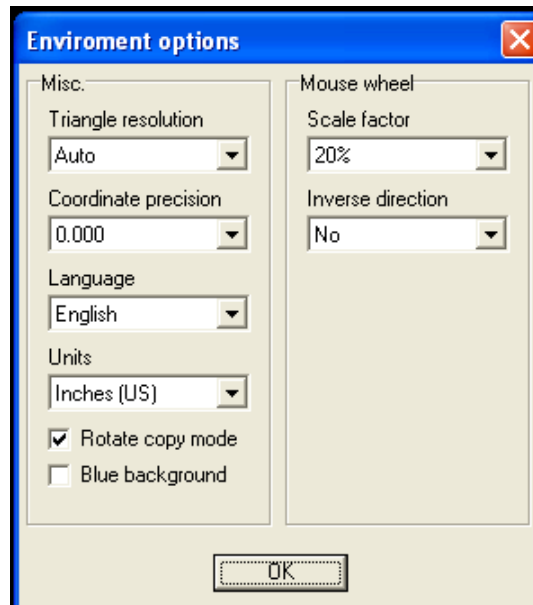 Enviroment options
Misc.
Triangle resolution
Auto
Coordinate precision
0.000
Language
English
Units
Inches (US)
Rotate copy mode
Blue background
Mouse wheel
Scale factor
20%
Inverse direction
No
OK